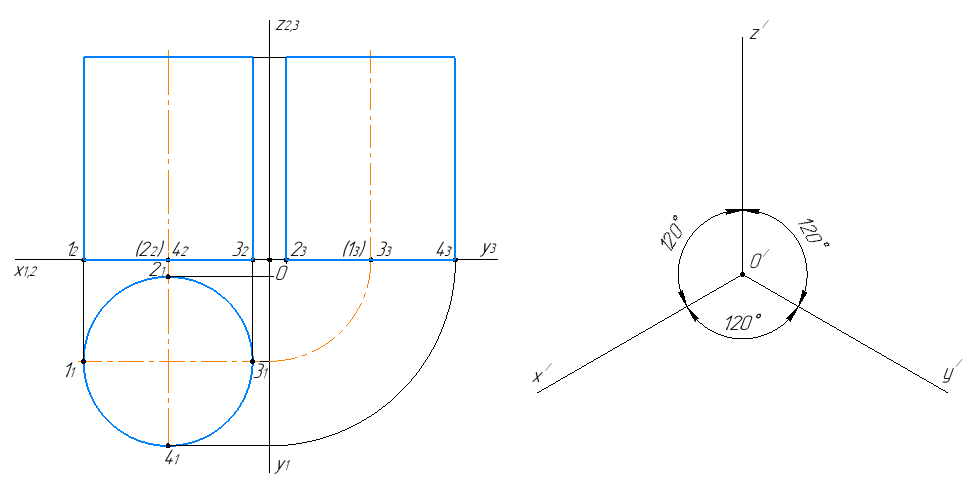 z2,3
z′
12 (22) 42 32 23 (13) 33 43 y3
x1,2 21 0
120° 120°
0′
120°
11 31
x′ y′
41 y1